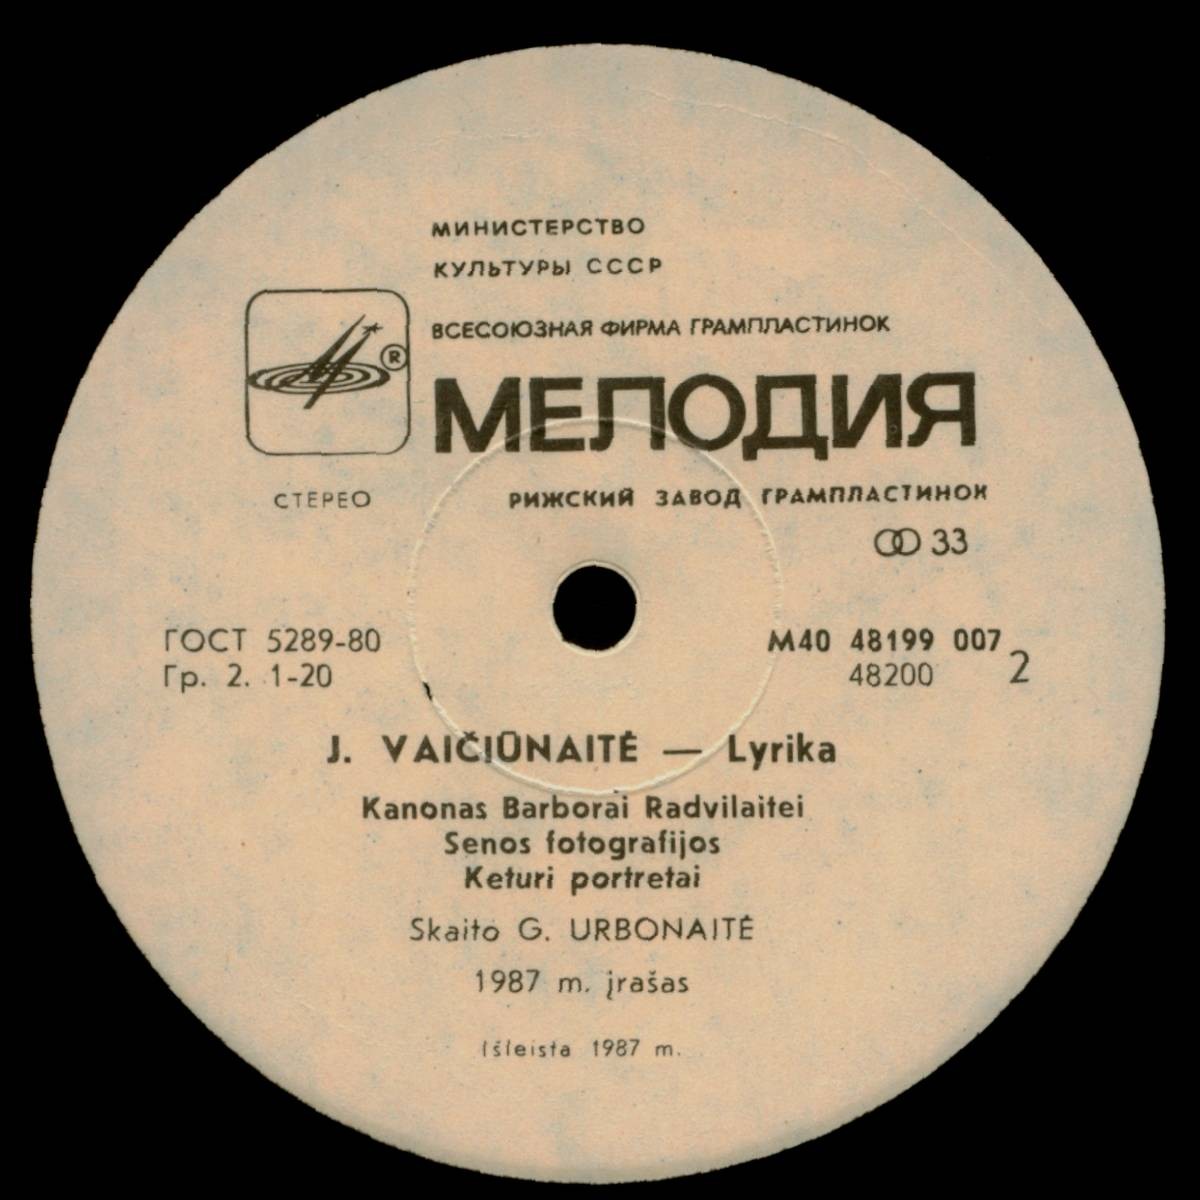 МИНИСТЕРСТВО
КУЛЬТУРЫ СССР
ВСЕСОЮЗНАЯ ФИРМА ГРАМПЛАСТИНОК
®
МЕЛОДИЯ
СТЕРЕО
РИЖСКИЙ ЗАВОД ГРАМПЛАСТИНОК
33
ГОСТ 5289-80
Гр. 2. 1-20
М40 48199 007
48200
2
J. VAIČIŪNAITĖ — Lyrika
Kanonas Barborai Radvilaitei
Senos fotografijos
Keturi portretai
Skaito G. URBONAITĖ
1987 m. įrašas
Išleista 1987 m.